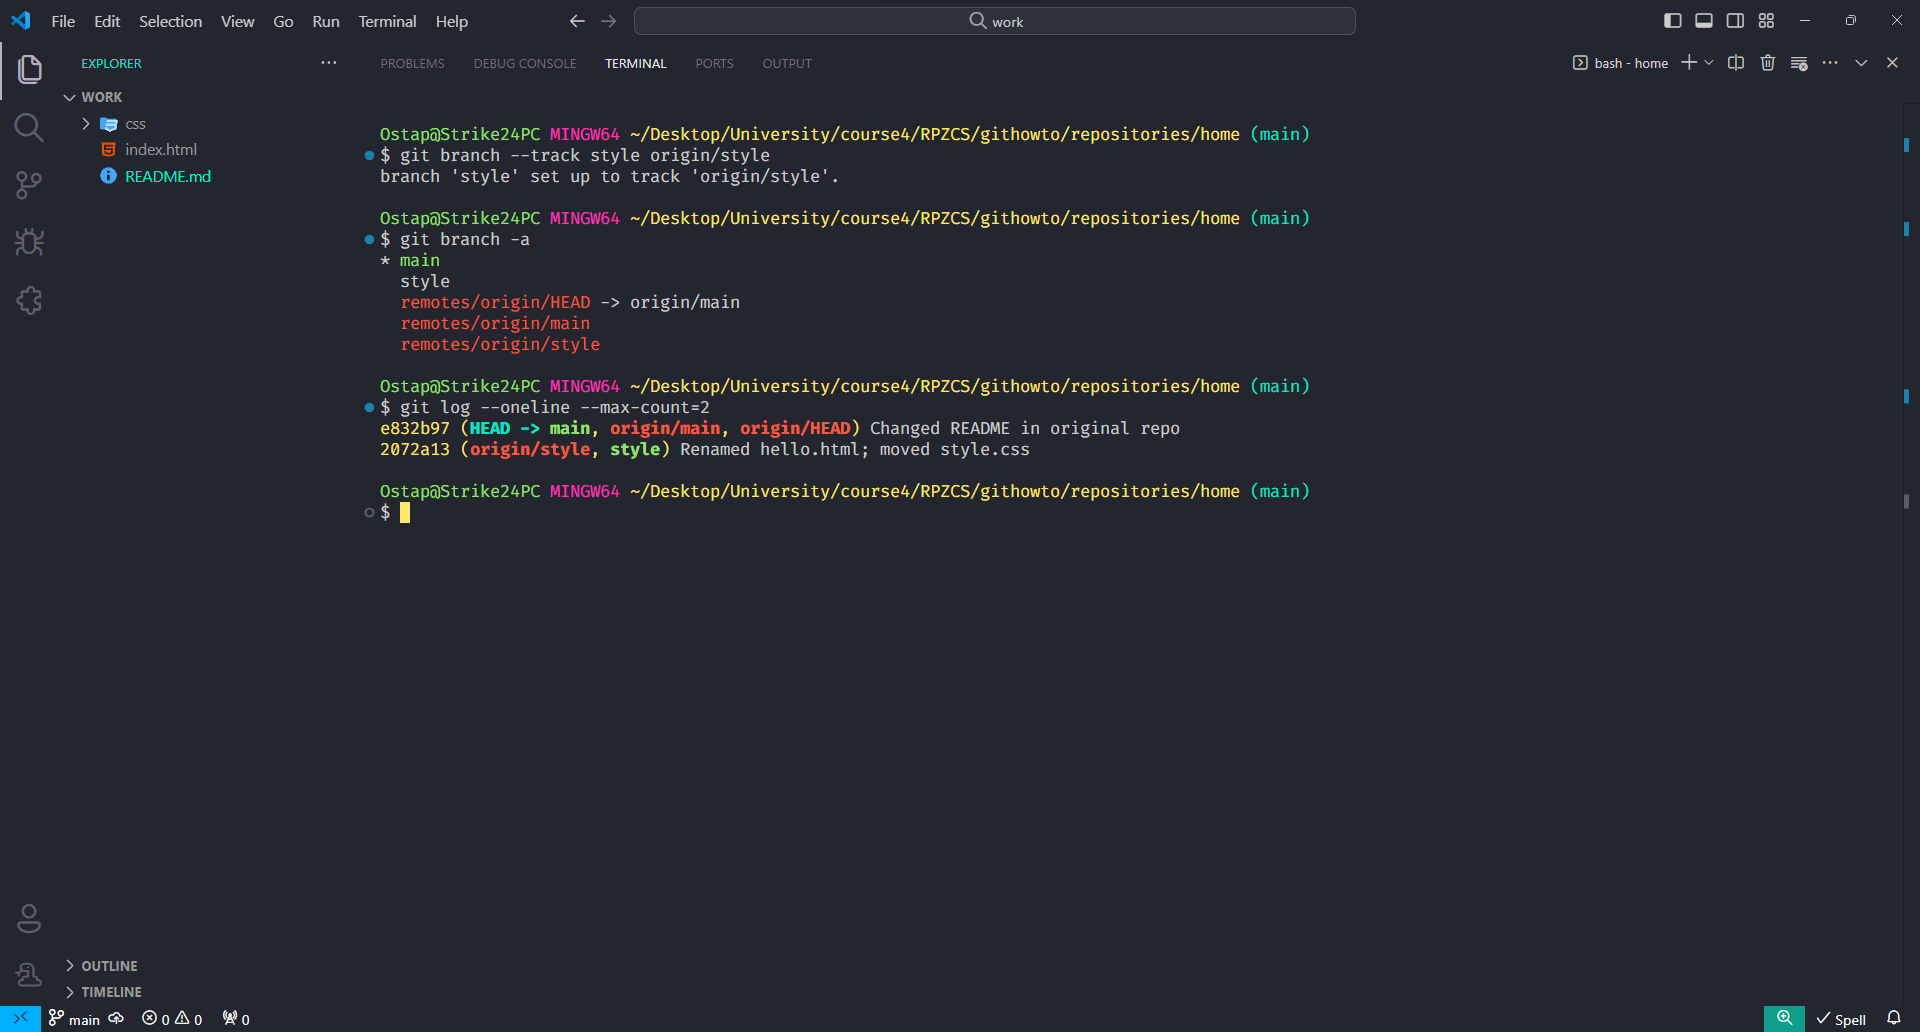 File Edit Selection View Go Run Terminal Help
work
EXPLORER
PROBLEMS DEBUG CONSOLE TERMINAL PORTS OUTPUT
bash - home
WORK
css
index.html
README.md
Ostap@Strike24PC MINGW64 ~/Desktop/University/course4/RPZCS/githowto/repositories/home (main)
$ git branch --track style origin/style
branch 'style' set up to track 'origin/style'.
Ostap@Strike24PC MINGW64 ~/Desktop/University/course4/RPZCS/githowto/repositories/home (main)
$ git branch -a
* main
style
remotes/origin/HEAD -> origin/main
remotes/origin/main
remotes/origin/style
Ostap@Strike24PC MINGW64 ~/Desktop/University/course4/RPZCS/githowto/repositories/home (main)
$ git log --oneline --max-count=2
e832b97 (HEAD -> main, origin/main, origin/HEAD) Changed README in original repo
2072a13 (origin/style, style) Renamed hello.html; moved style.css
Ostap@Strike24PC MINGW64 ~/Desktop/University/course4/RPZCS/githowto/repositories/home (main)
$
OUTLINE
TIMELINE
main 0 0 0
Spell